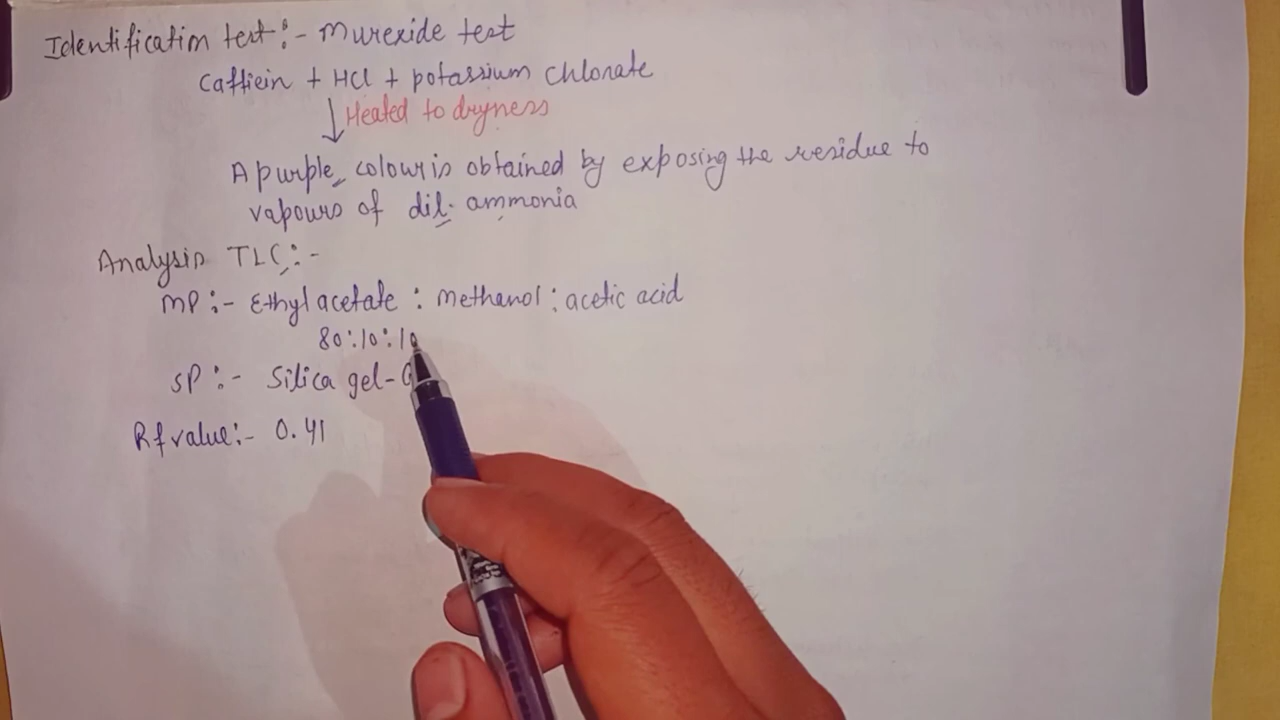 Identification test:- Murexide test
Caffiein + HCl + potassium chlorate
Heated to dryness
A purple colour is obtained by exposing the residue to
vapours of dil. ammonia
Analysis TLC:-
MP:- Ethyl acetate : Methanol : acetic acid
80:10:10
SP:- Silica gel-G
Rf value:- 0.41